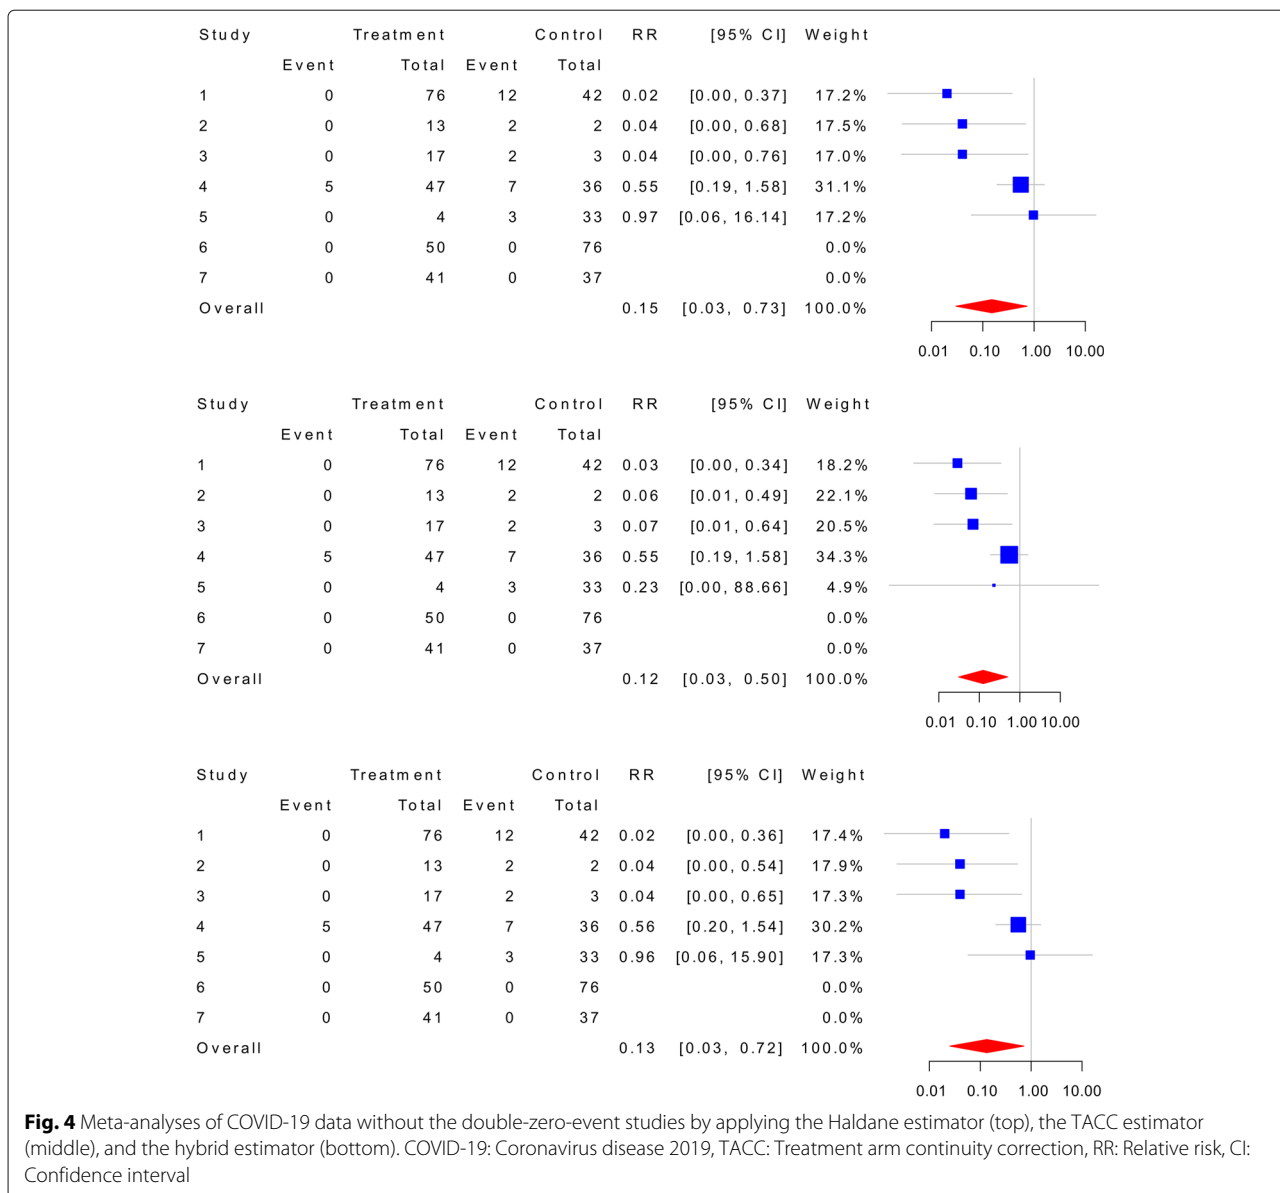 Study Treatment Control RR [95% CI] Weight
Event Total Event Total
1 0 76 12 42 0.02 [0.00, 0.37] 17.2%
2 0 13 2 2 0.04 [0.00, 0.68] 17.5%
3 0 17 2 3 0.04 [0.00, 0.76] 17.0%
4 5 47 7 36 0.55 [0.19, 1.58] 31.1%
5 0 4 3 33 0.97 [0.06, 16.14] 17.2%
6 0 50 0 76 0.0%
7 0 41 0 37 0.0%
Overall 0.15 [0.03, 0.73] 100.0%
0.01 0.10 1.00 10.00
Study Treatment Control RR [95% CI] Weight
Event Total Event Total
1 0 76 12 42 0.03 [0.00, 0.34] 18.2%
2 0 13 2 2 0.06 [0.01, 0.49] 22.1%
3 0 17 2 3 0.07 [0.01, 0.64] 20.5%
4 5 47 7 36 0.55 [0.19, 1.58] 34.3%
5 0 4 3 33 0.23 [0.00, 88.66] 4.9%
6 0 50 0 76 0.0%
7 0 41 0 37 0.0%
Overall 0.12 [0.03, 0.50] 100.0%
0.01 0.10 1.00 10.00
Study Treatment Control RR [95% CI] Weight
Event Total Event Total
1 0 76 12 42 0.02 [0.00, 0.36] 17.4%
2 0 13 2 2 0.04 [0.00, 0.54] 17.9%
3 0 17 2 3 0.04 [0.00, 0.65] 17.3%
4 5 47 7 36 0.56 [0.20, 1.54] 30.2%
5 0 4 3 33 0.96 [0.06, 15.90] 17.3%
6 0 50 0 76 0.0%
7 0 41 0 37 0.0%
Overall 0.13 [0.03, 0.72] 100.0%
0.01 0.10 1.00 10.00
Fig. 4 Meta-analyses of COVID-19 data without the double-zero-event studies by applying the Haldane estimator (top), the TACC estimator
(middle), and the hybrid estimator (bottom). COVID-19: Coronavirus disease 2019, TACC: Treatment arm continuity correction, RR: Relative risk, CI:
Confidence interval